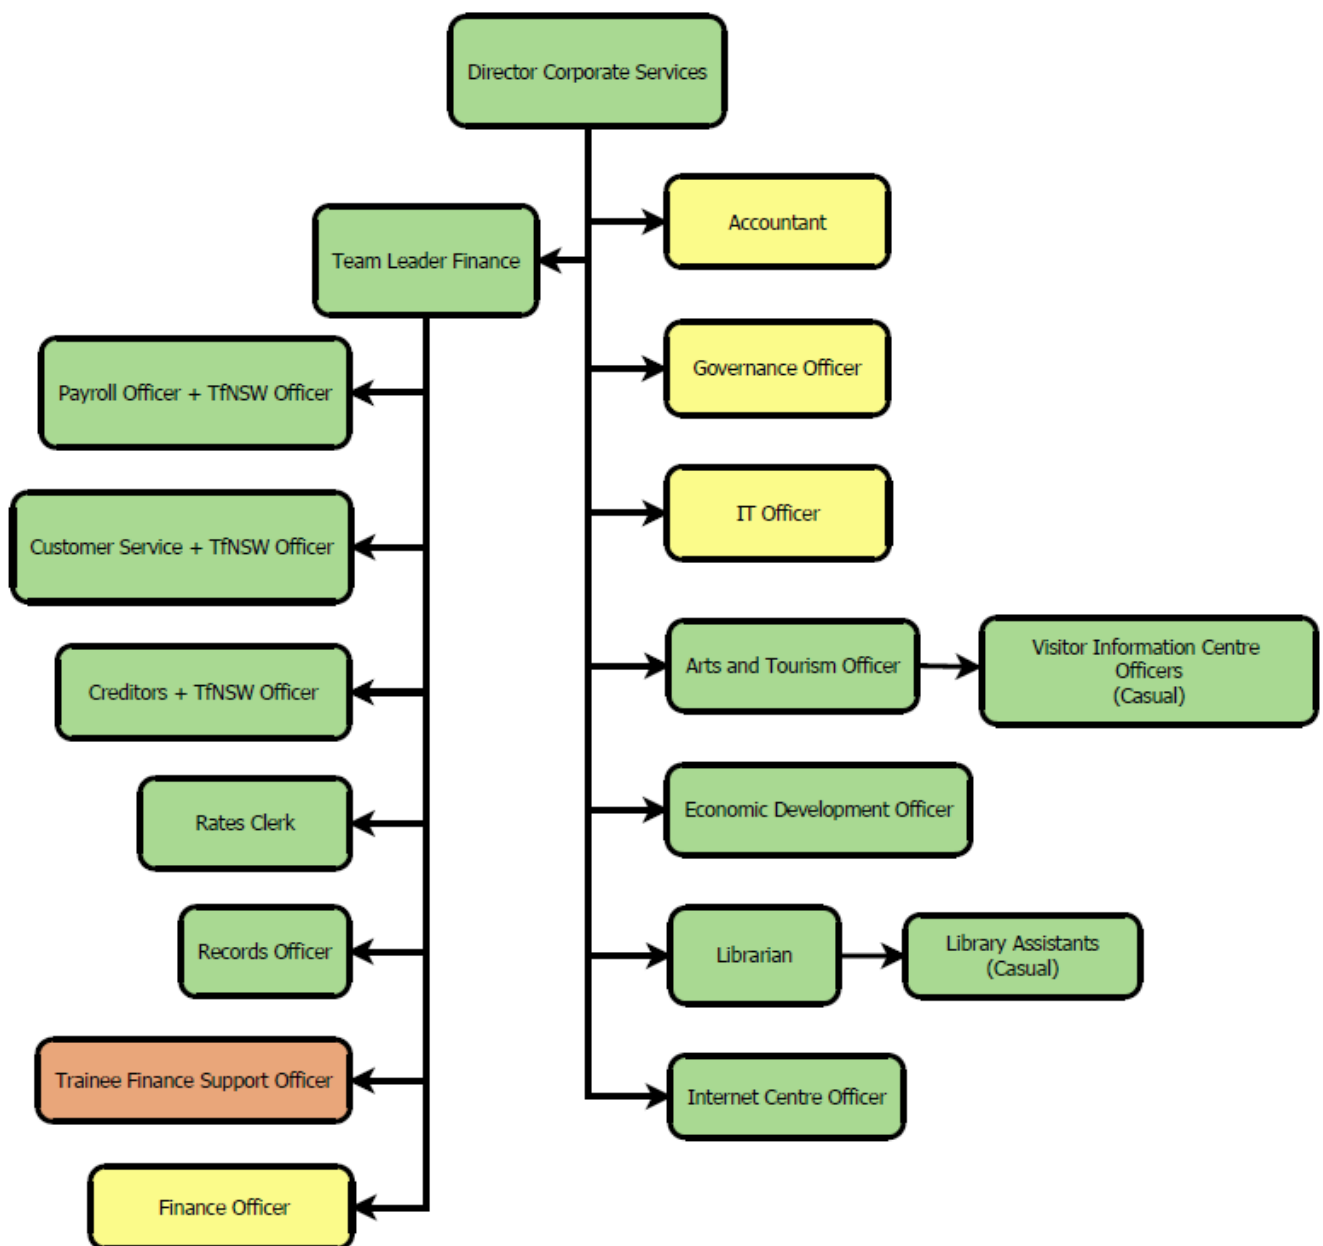 Director Corporate Services
Team Leader Finance
Payroll Officer + TfNSW Officer
Customer Service + TfNSW Officer
Creditors + TfNSW Officer
Rates Clerk
Records Officer
Trainee Finance Support Officer
Finance Officer
Accountant
Governance Officer
IT Officer
Arts and Tourism Officer
Visitor Information Centre
Officers
(Casual)
Economic Development Officer
Librarian
Library Assistants
(Casual)
Internet Centre Officer